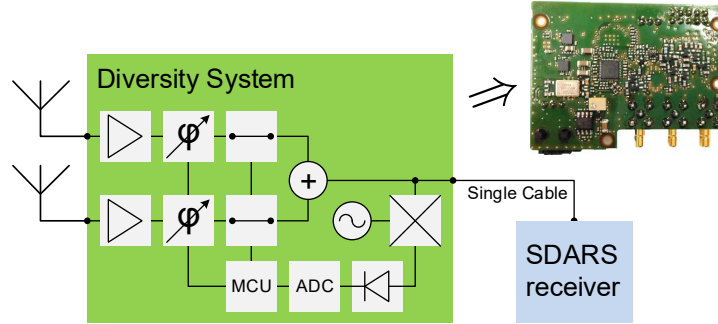 Diversity System
φ
+
Single Cable
φ
MCU
ADC
SDARS
receiver